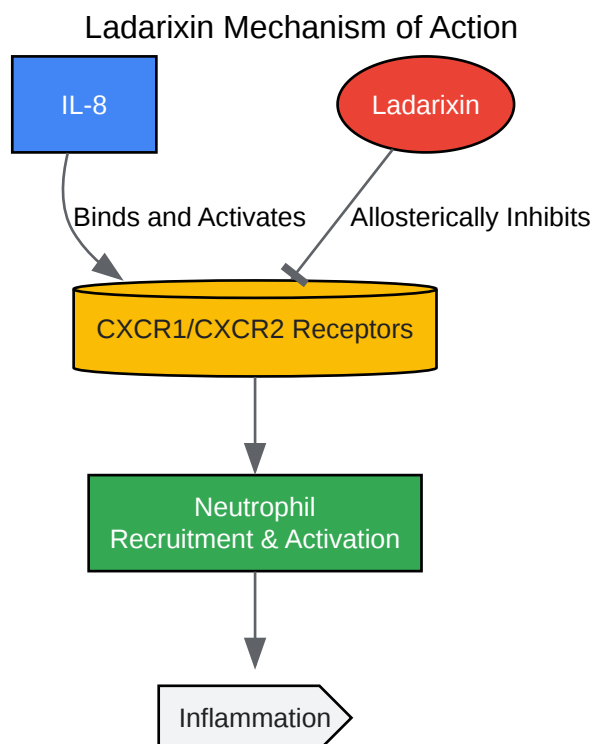 Ladarixin Mechanism of Action
IL-8
Ladarixin
Binds and Activates
Allosterically Inhibits
CXCR1/CXCR2 Receptors
Neutrophil
Recruitment & Activation
Inflammation